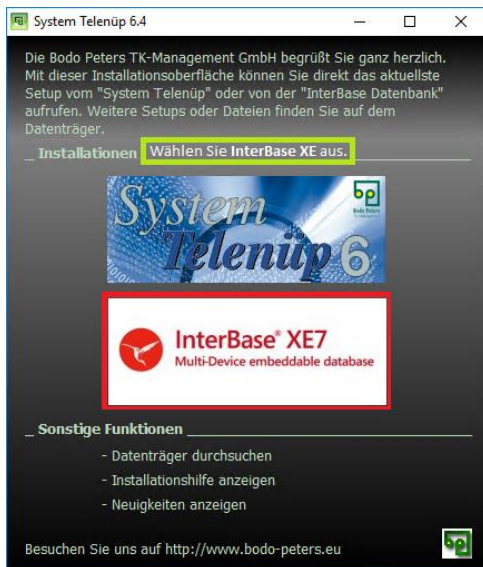 System Telenüp 6.4
Die Bodo Peters TK-Management GmbH begrüßt Sie ganz herzlich.
Mit dieser Installationsoberfläche können Sie direkt das aktuellste
Setup vom "System Telenüp" oder von der "InterBase Datenbank"
aufrufen. Weitere Setups oder Dateien finden Sie auf dem
Datenträger.
_ Installationen Wählen Sie InterBase XE aus.
System
Telenüp 6
bp
Bodo Peters
InterBase® XE7
Multi-Device embeddable database
_ Sonstige Funktionen
- Datenträger durchsuchen
- Installationshilfe anzeigen
- Neuigkeiten anzeigen
Besuchen Sie uns auf http://www.bodo-peters.eu
bp